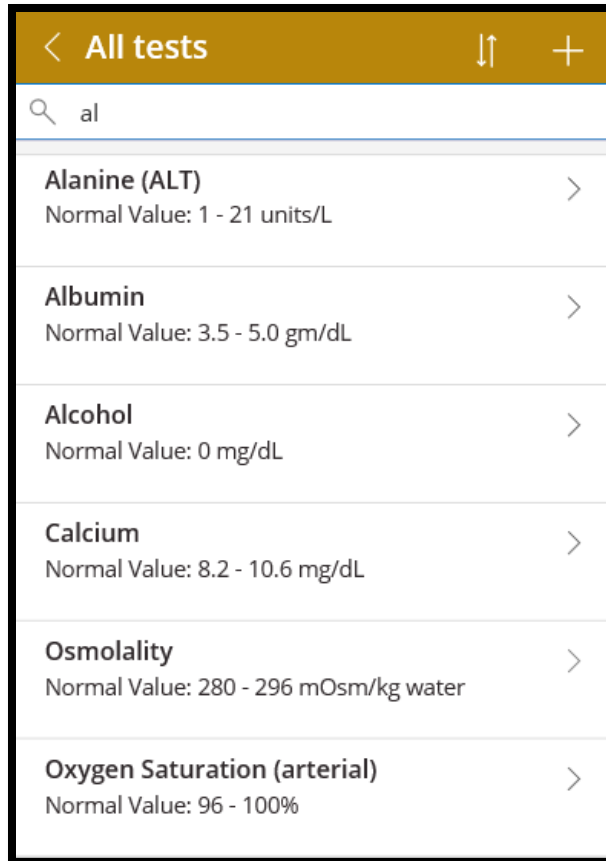 All tests
al
Alanine (ALT)
Normal Value: 1 - 21 units/L
Albumin
Normal Value: 3.5 - 5.0 gm/dL
Alcohol
Normal Value: 0 mg/dL
Calcium
Normal Value: 8.2 - 10.6 mg/dL
Osmolality
Normal Value: 280 - 296 mOsm/kg water
Oxygen Saturation (arterial)
Normal Value: 96 - 100%